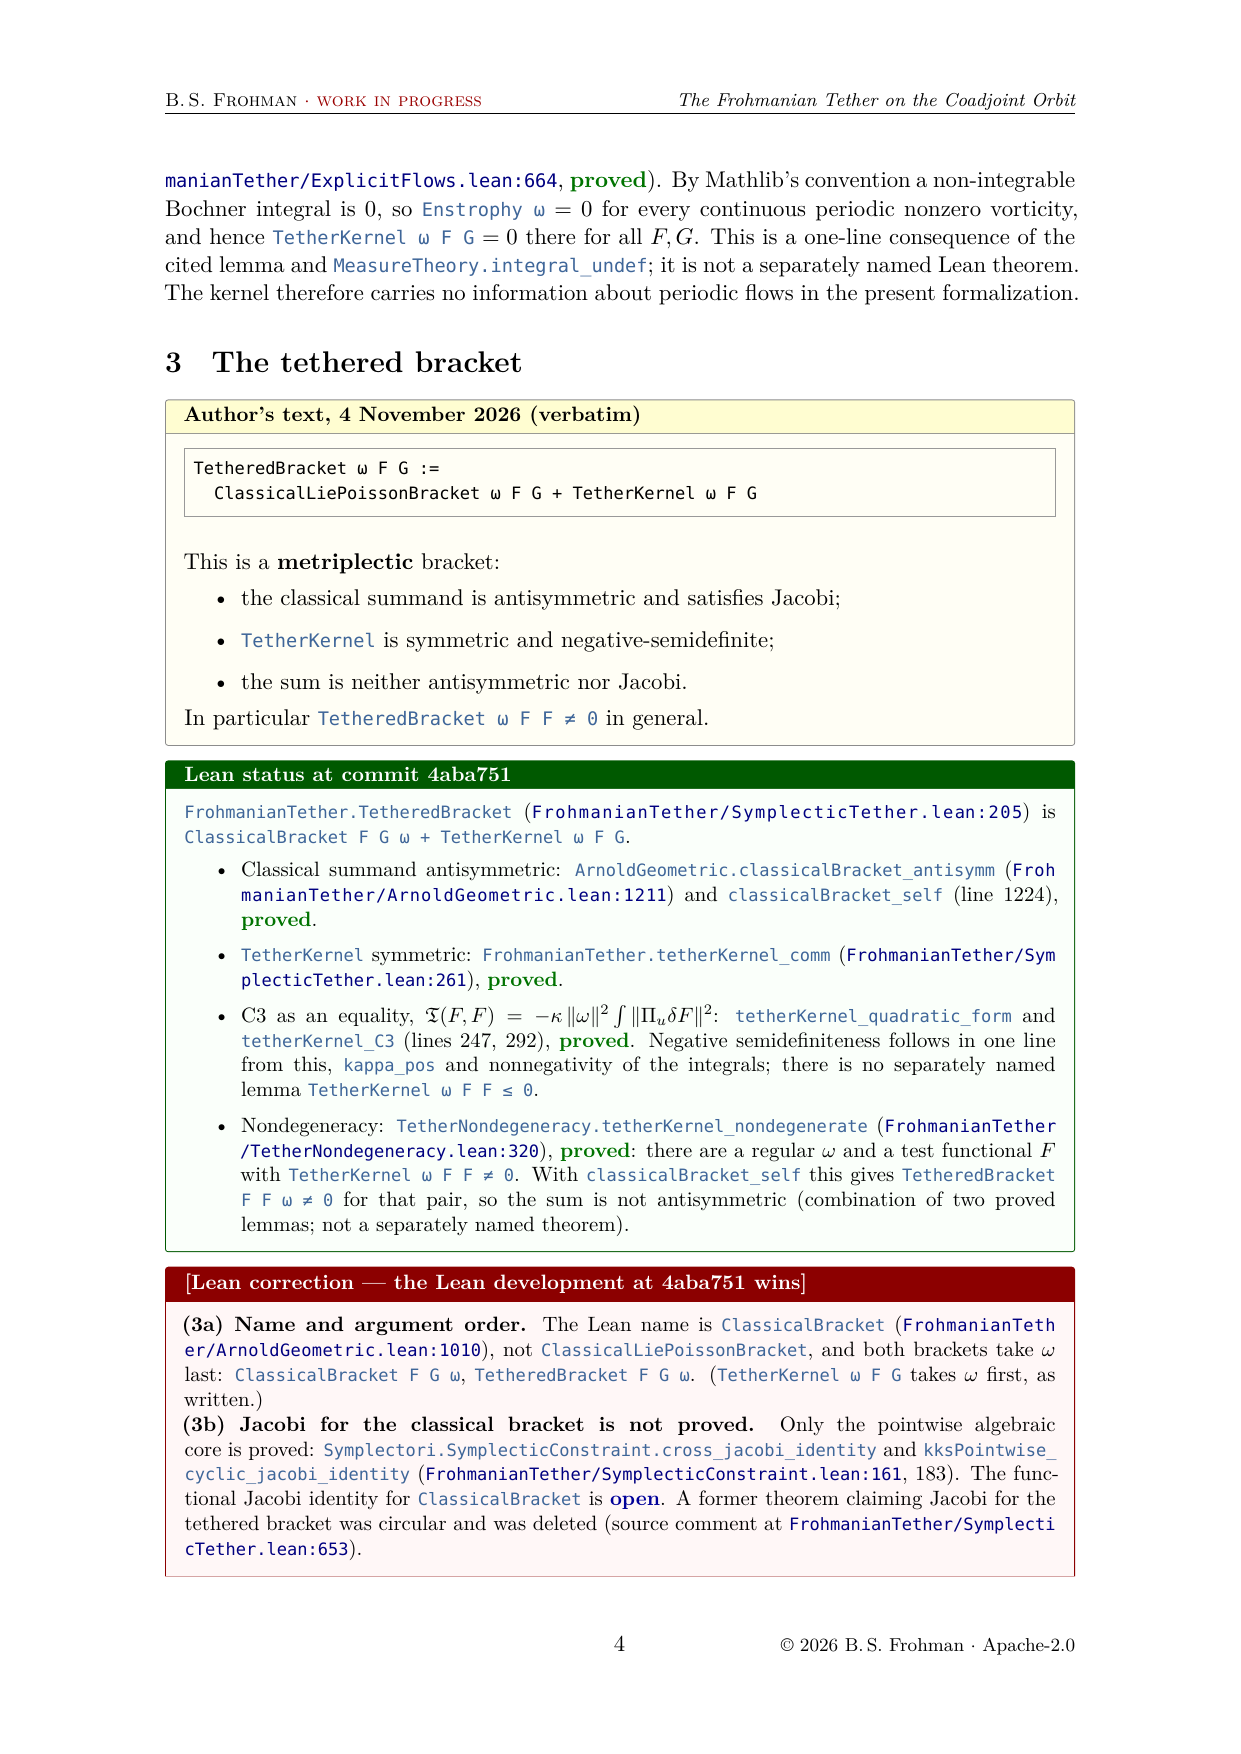 B. S. Frohman · work in progress
The Frohmanian Tether on the Coadjoint Orbit
manianTether/ExplicitFlows.lean:664, proved). By Mathlib's convention a non-integrable
Bochner integral is 0, so Enstrophy ω = 0 for every continuous periodic nonzero vorticity,
and hence TetherKernel ω F G = 0 there for all F, G. This is a one-line consequence of the
cited lemma and MeasureTheory.integral_undef; it is not a separately named Lean theorem.
The kernel therefore carries no information about periodic flows in the present formalization.
3 The tethered bracket
Author's text, 4 November 2026 (verbatim)
TetheredBracket ω F G :=
ClassicalLiePoissonBracket ω F G + TetherKernel ω F G
This is a metriplectic bracket:
• the classical summand is antisymmetric and satisfies Jacobi;
• TetherKernel is symmetric and negative-semidefinite;
• the sum is neither antisymmetric nor Jacobi.
In particular TetheredBracket ω F F ≠ 0 in general.
Lean status at commit 4aba751
FrohmanianTether.TetheredBracket (FrohmanianTether/SymplecticTether.lean:205) is
ClassicalBracket F G ω + TetherKernel ω F G.
• Classical summand antisymmetric: ArnoldGeometric.classicalBracket_antisymm (Froh
manianTether/ArnoldGeometric.lean:1211) and classicalBracket_self (line 1224),
proved.
• TetherKernel symmetric: FrohmanianTether.tetherKernel_comm (FrohmanianTether/Sym
plecticTether.lean:261), proved.
• C3 as an equality, 𝔗(F, F) = −κ ‖ω‖² ∫ ‖Π_u δF‖²: tetherKernel_quadratic_form and
tetherKernel_C3 (lines 247, 292), proved. Negative semidefiniteness follows in one line
from this, kappa_pos and nonnegativity of the integrals; there is no separately named
lemma TetherKernel ω F F ≤ 0.
• Nondegeneracy: TetherNondegeneracy.tetherKernel_nondegenerate (FrohmanianTether
/TetherNondegeneracy.lean:320), proved: there are a regular ω and a test functional F
with TetherKernel ω F F ≠ 0. With classicalBracket_self this gives TetheredBracket
F F ω ≠ 0 for that pair, so the sum is not antisymmetric (combination of two proved
lemmas; not a separately named theorem).
[Lean correction — the Lean development at 4aba751 wins]
(3a) Name and argument order. The Lean name is ClassicalBracket (FrohmanianTeth
er/ArnoldGeometric.lean:1010), not ClassicalLiePoissonBracket, and both brackets take ω
last: ClassicalBracket F G ω, TetheredBracket F G ω. (TetherKernel ω F G takes ω first, as
written.)
(3b) Jacobi for the classical bracket is not proved. Only the pointwise algebraic
core is proved: Symplectori.SymplecticConstraint.cross_jacobi_identity and kksPointwise_
cyclic_jacobi_identity (FrohmanianTether/SymplecticConstraint.lean:161, 183). The func-
tional Jacobi identity for ClassicalBracket is open. A former theorem claiming Jacobi for the
tethered bracket was circular and was deleted (source comment at FrohmanianTether/Symplecti
cTether.lean:653).
4
© 2026 B. S. Frohman · Apache-2.0